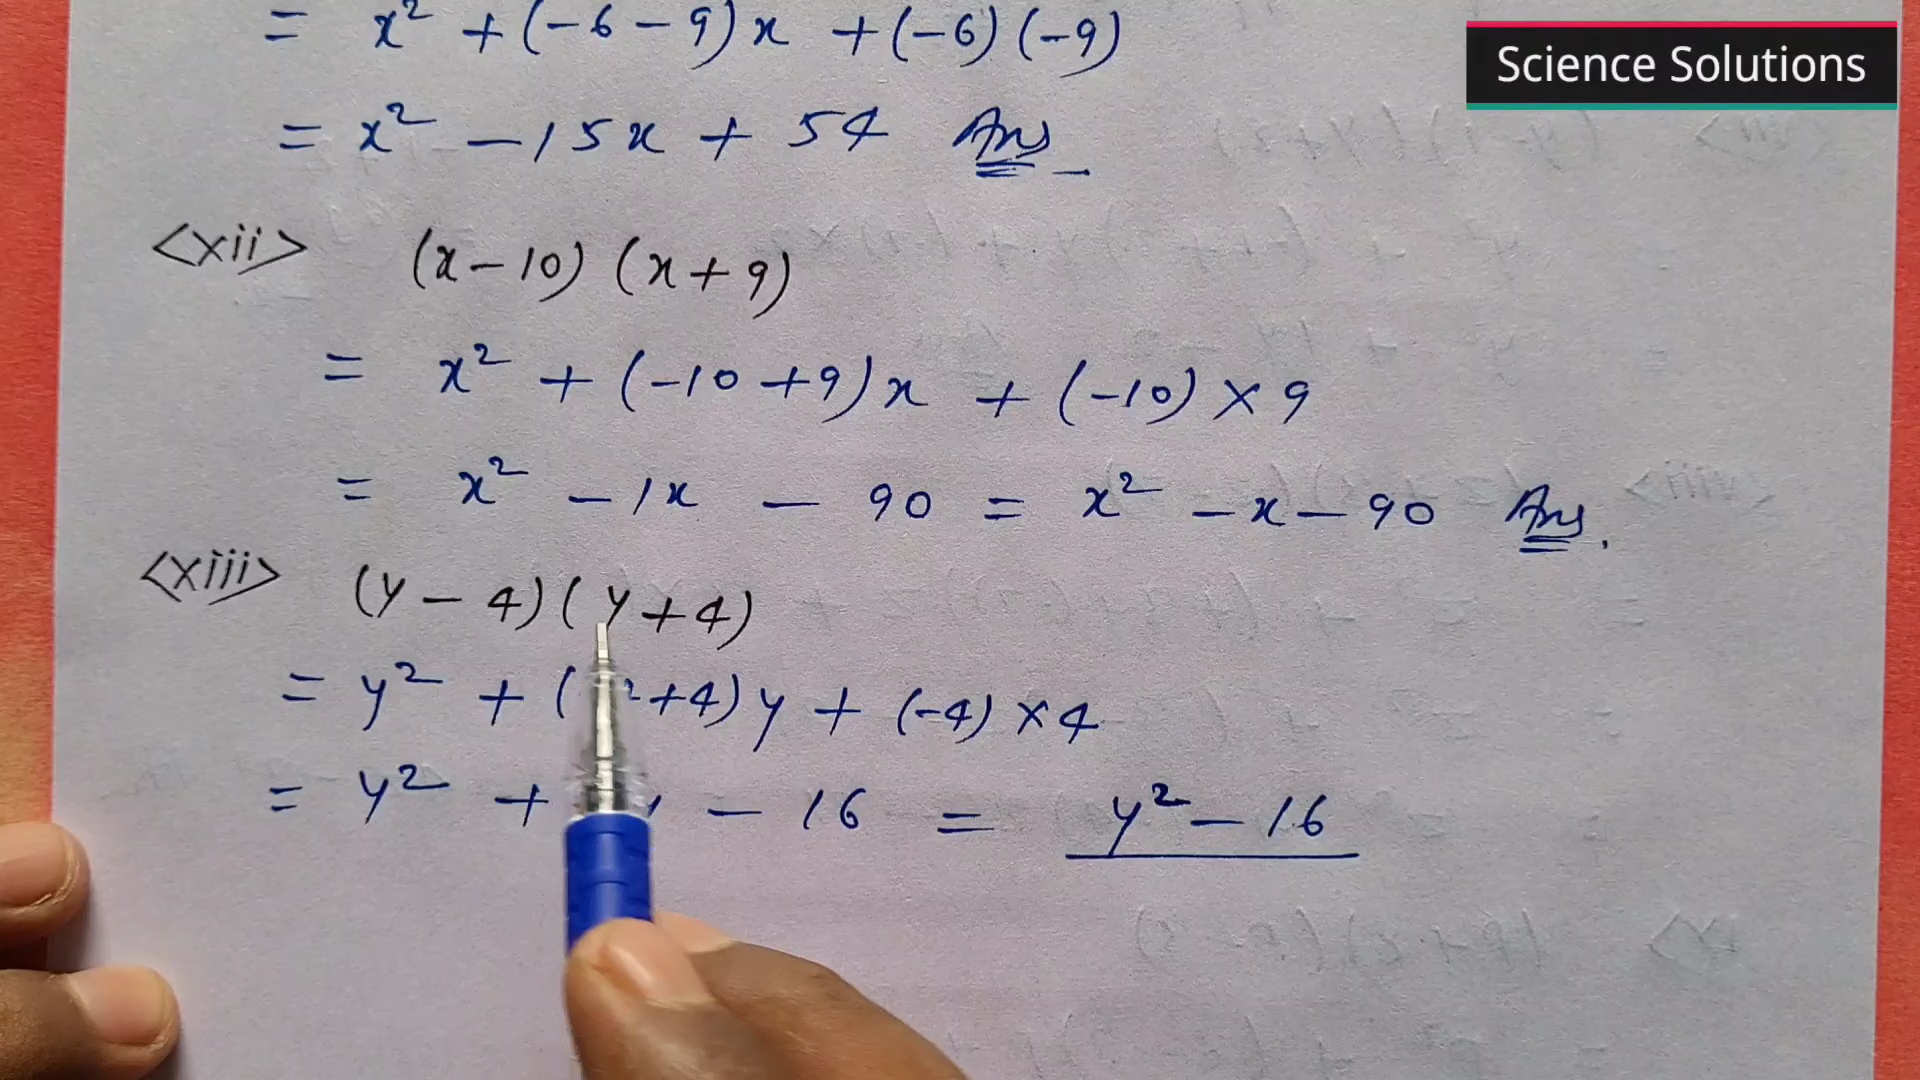 = x² + (-6 - 9)x + (-6)(-9)
Science Solutions
= x² - 15x + 54 Ans
<xii> (x - 10)(x + 9)
= x² + (-10 + 9)x + (-10) × 9
= x² - 1x - 90 = x² - x - 90 Ans.
<xiii> (y - 4)(y + 4)
= y² + ( +4)y + (-4) × 4
= y² + - 16 = y² - 16